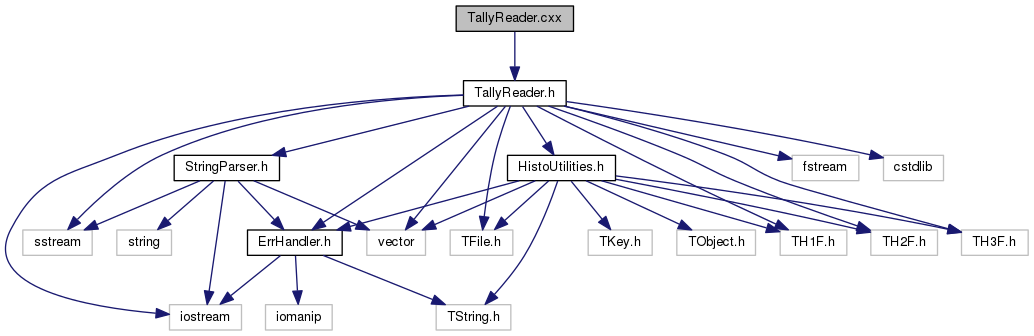 TallyReader.cxx
TallyReader.h
StringParser.h
HistoUtilities.h
fstream
cstdlib
sstream
string
ErrHandler.h
vector
TFile.h
TKey.h
TObject.h
TH1F.h
TH2F.h
TH3F.h
iostream
iomanip
TString.h